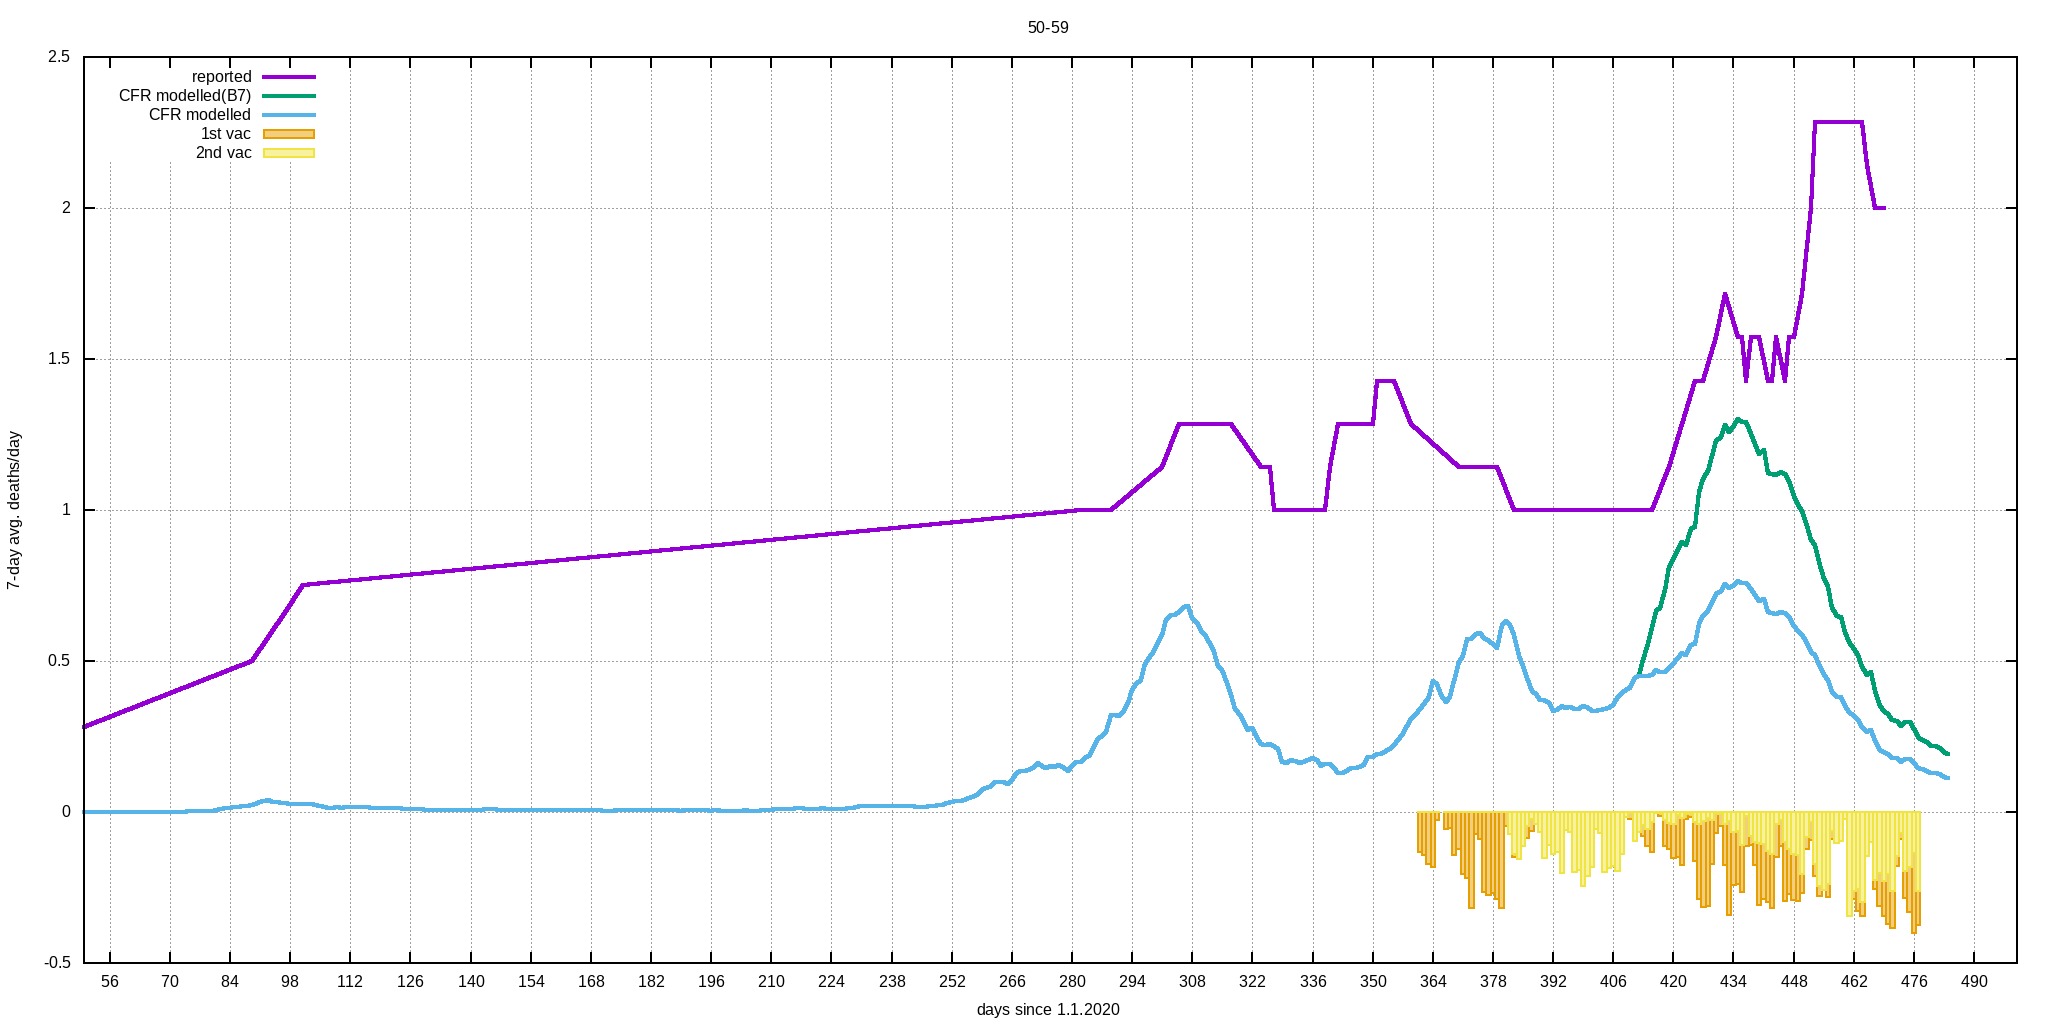 50-59
2.5
2
1.5
1
0.5
0
-0.5
7-day avg. deaths/day
reported
CFR modelled(B7)
CFR modelled
1st vac
2nd vac
56 70 84 98 112 126 140 154 168 182 196 210 224 238 252 266 280 294 308 322 336 350 364 378 392 406 420 434 448 462 476 490
days since 1.1.2020